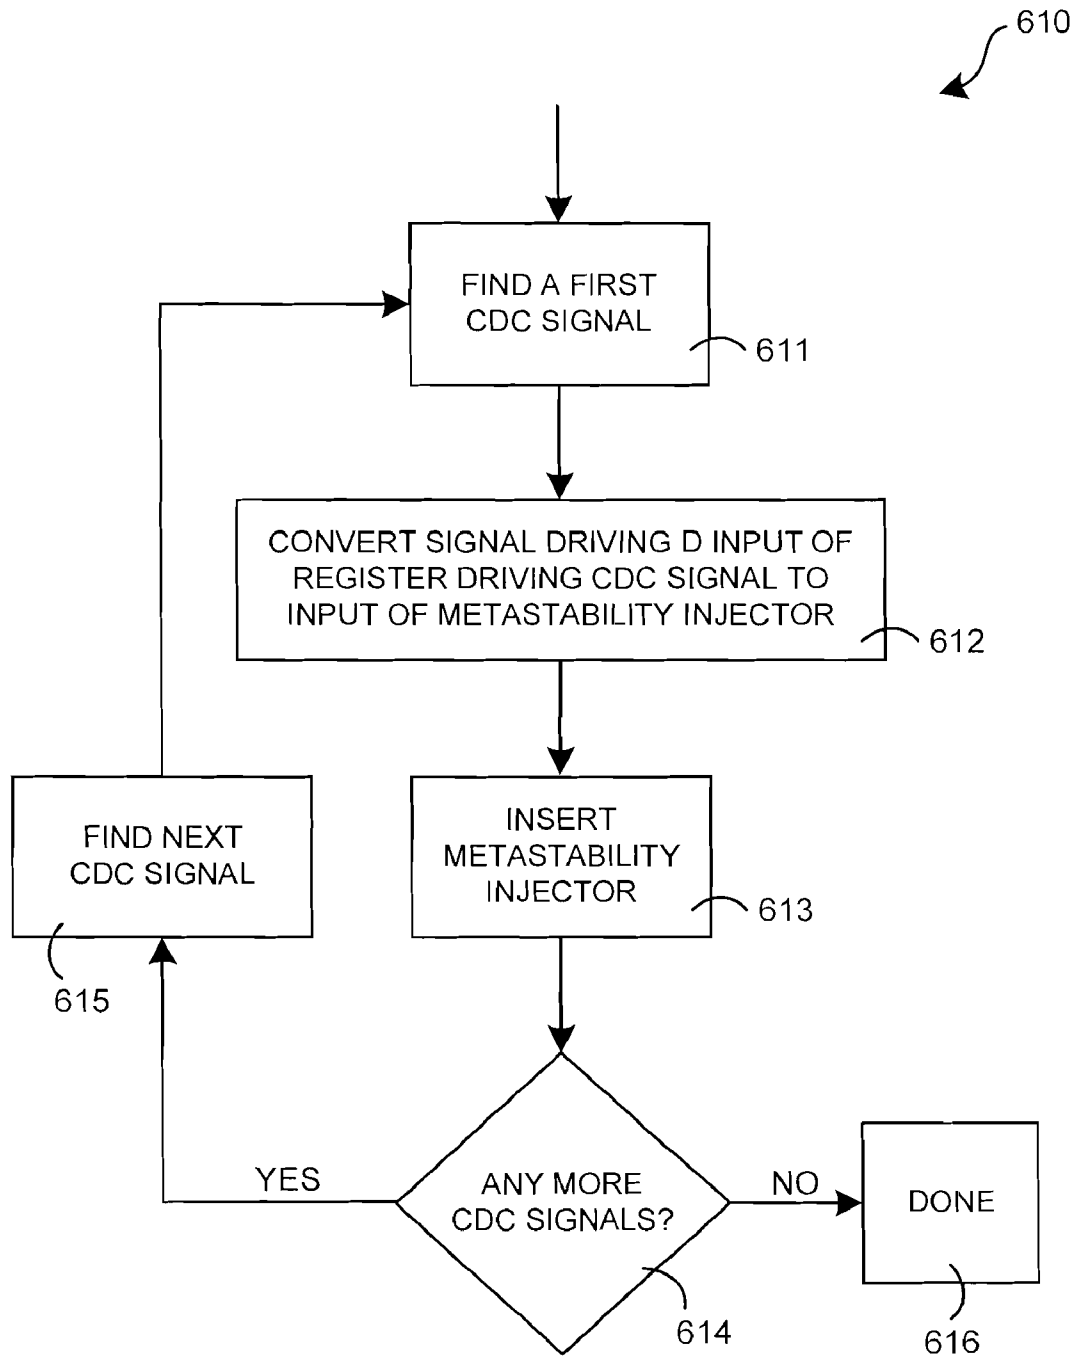 610
FIND A FIRST
CDC SIGNAL
611
CONVERT SIGNAL DRIVING D INPUT OF
REGISTER DRIVING CDC SIGNAL TO
INPUT OF METASTABILITY INJECTOR
612
INSERT
METASTABILITY
INJECTOR
613
FIND NEXT
CDC SIGNAL
615
YES
ANY MORE
CDC SIGNALS?
614
NO
DONE
616